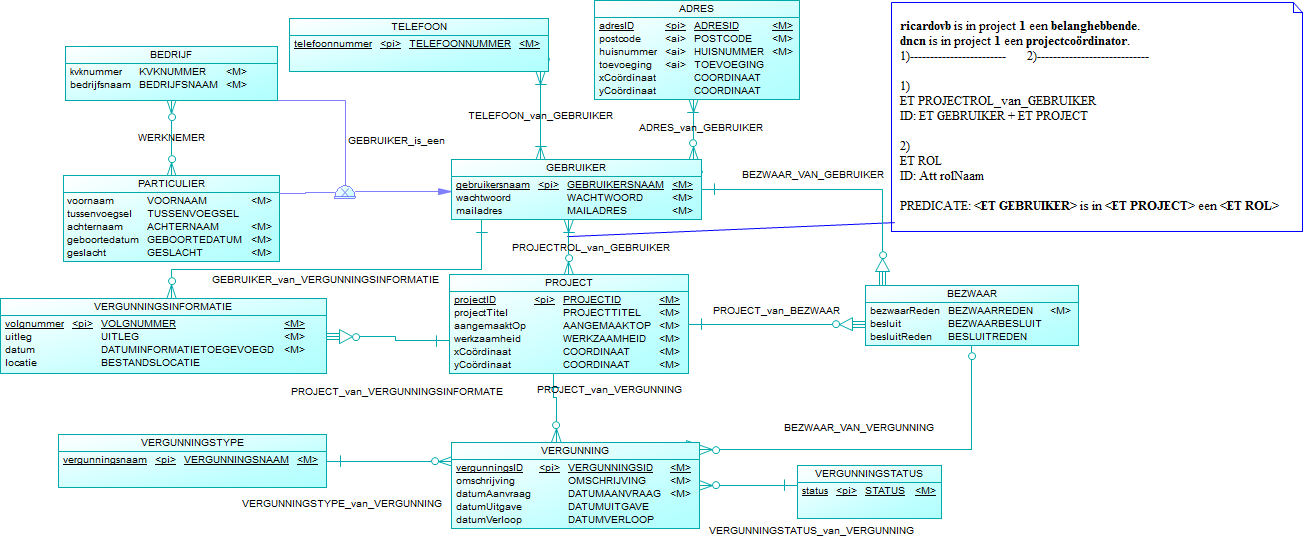 ADRES
adresID <pi> ADRESID <M>
postcode <ai> POSTCODE <M>
huisnummer <ai> HUISNUMMER <M>
toevoeging <ai> TOEVOEGING
xCoördinaat COORDINAAT
yCoördinaat COORDINAAT
TELEFOON
telefoonnummer <pi> TELEFOONNUMMER <M>
BEDRIJF
kvknummer KVKNUMMER <M>
bedrijfsnaam BEDRIJFSNAAM <M>
ricardovb is in project 1 een belanghebbende.
dncn is in project 1 een projectcoördinator.
1)------------------------ 2)----------------------------
1)
ET PROJECTROL_van_GEBRUIKER
ID: ET GEBRUIKER + ET PROJECT
2)
ET ROL
ID: Att rolNaam
PREDICATE: <ET GEBRUIKER> is in <ET PROJECT> een <ET ROL>
TELEFOON_van_GEBRUIKER
ADRES_van_GEBRUIKER
WERKNEMER
GEBRUIKER_is_een
GEBRUIKER
gebruikersnaam <pi> GEBRUIKERSNAAM <M>
wachtwoord WACHTWOORD <M>
mailadres MAILADRES <M>
BEZWAAR_VAN_GEBRUIKER
PARTICULIER
voornaam VOORNAAM <M>
tussenvoegsel TUSSENVOEGSEL
achternaam ACHTERNAAM <M>
geboortedatum GEBOORTEDATUM <M>
geslacht GESLACHT <M>
PROJECTROL_van_GEBRUIKER
GEBRUIKER_van_VERGUNNINGSINFORMATIE
PROJECT
projectID <pi> PROJECTID <M>
projectTitel PROJECTTITEL <M>
aangemaaktOp AANGEMAAKTOP <M>
werkzaamheid WERKZAAMHEID <M>
xCoördinaat COORDINAAT <M>
yCoördinaat COORDINAAT <M>
BEZWAAR
bezwaarReden BEZWAARREDEN <M>
besluit BEZWAARBESLUIT
besluitReden BESLUITREDEN
PROJECT_van_BEZWAAR
VERGUNNINGSINFORMATIE
volgnummer <pi> VOLGNUMMER <M>
uitleg UITLEG <M>
datum DATUMINFORMATIETOEGEVOEGD <M>
locatie BESTANDSLOCATIE
PROJECT_van_VERGUNNINGSINFORMATE
PROJECT_van_VERGUNNING
BEZWAAR_VAN_VERGUNNING
VERGUNNINGSTYPE
vergunningsnaam <pi> VERGUNNINGSNAAM <M>
VERGUNNING
vergunningsID <pi> VERGUNNINGSID <M>
omschrijving OMSCHRIJVING <M>
datumAanvraag DATUMAANVRAAG <M>
datumUitgave DATUMUITGAVE
datumVerloop DATUMVERLOOP
VERGUNNINGSTATUS
status <pi> STATUS <M>
VERGUNNINGSTYPE_van_VERGUNNING
VERGUNNINGSTATUS_van_VERGUNNING